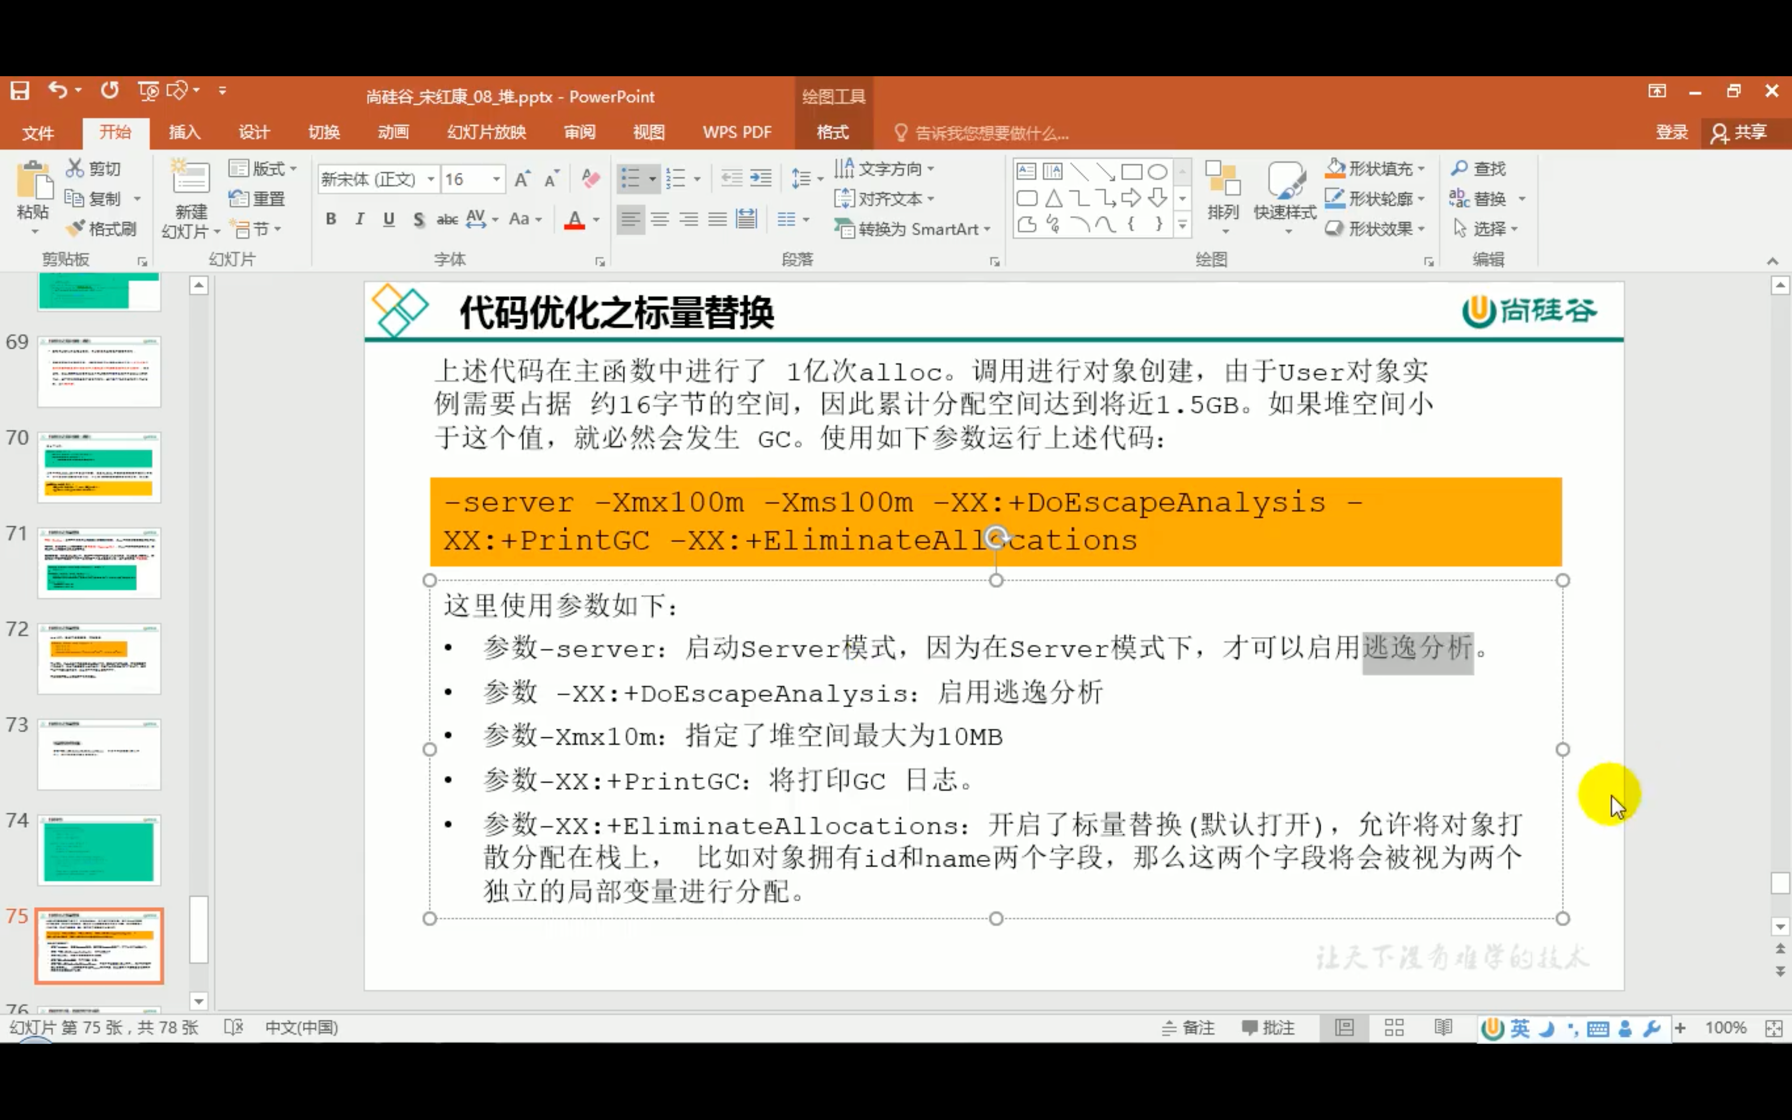 尚硅谷_宋红康_08_堆.pptx - PowerPoint
绘图工具
文件 开始 插入 设计 切换 动画 幻灯片放映 审阅 视图 WPS PDF 格式 告诉我您想要做什么... 登录 共享
粘贴
剪切
复制
格式刷
剪贴板
新建
幻灯片
版式
重置
节
幻灯片
新宋体 (正文) 16
B I U S abc AV Aa A
字体
文字方向
对齐文本
转换为 SmartArt
段落
排列
快速样式
形状填充
形状轮廓
形状效果
绘图
查找
替换
选择
编辑
69
70
71
72
73
74
75
76
代码优化之标量替换
尚硅谷
上述代码在主函数中进行了 1亿次alloc。调用进行对象创建，由于User对象实
例需要占据 约16字节的空间，因此累计分配空间达到将近1.5GB。如果堆空间小
于这个值，就必然会发生 GC。使用如下参数运行上述代码：
-server -Xmx100m -Xms100m -XX:+DoEscapeAnalysis -
XX:+PrintGC -XX:+EliminateAllocations
这里使用参数如下：
• 参数-server：启动Server模式，因为在Server模式下，才可以启用逃逸分析。
• 参数 -XX:+DoEscapeAnalysis：启用逃逸分析
• 参数-Xmx10m：指定了堆空间最大为10MB
• 参数-XX:+PrintGC：将打印GC 日志。
• 参数-XX:+EliminateAllocations：开启了标量替换(默认打开)，允许将对象打
散分配在栈上， 比如对象拥有id和name两个字段，那么这两个字段将会被视为两个
独立的局部变量进行分配。
让天下没有难学的技术
幻灯片 第 75 张，共 78 张 中文(中国) 备注 批注 英 100%